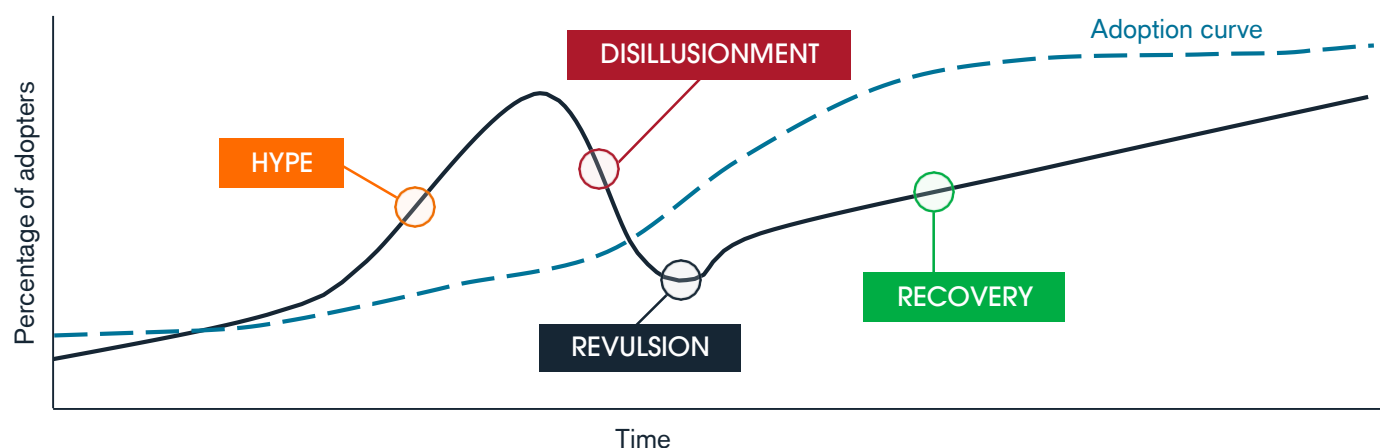 Adoption curve
DISILLUSIONMENT
HYPE
Percentage of adopters
RECOVERY
REVULSION
Time